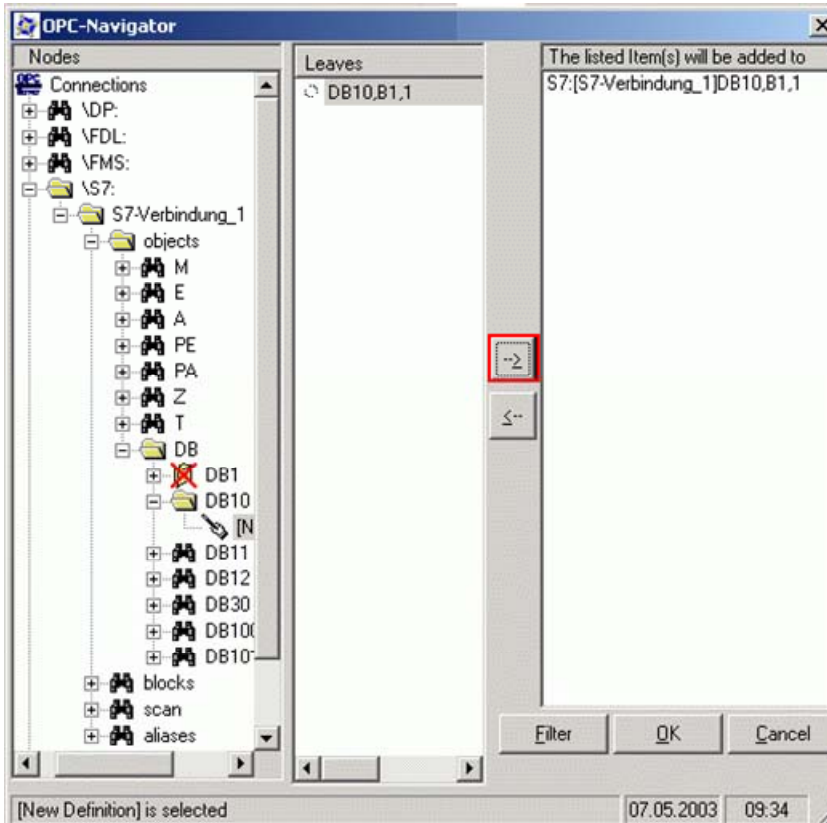 OPC-Navigator
Nodes
Connections
\DP:
\FDL:
\FMS:
\S7:
S7-Verbindung_1
objects
M
E
A
PE
PA
Z
T
DB
DB1
DB10
[N
DB11
DB12
DB30
DB100
DB10
blocks
scan
aliases
Leaves
DB10,B1,1
-->
<--
The listed Item(s) will be added to
S7:[S7-Verbindung_1]DB10,B1,1
Filter
OK
Cancel
[New Definition] is selected
07.05.2003
09:34